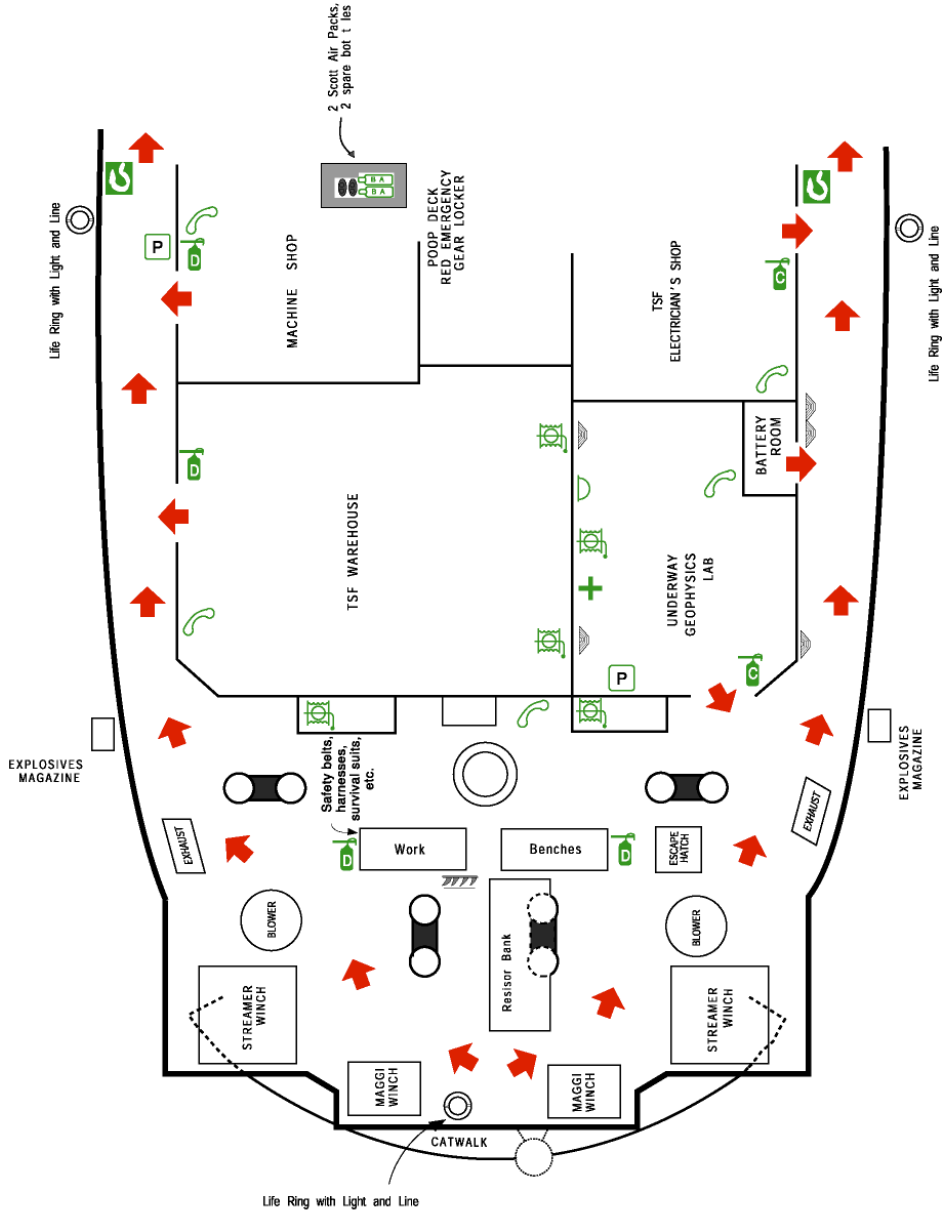 2 Scott Air Packs,
2 spare bot t les
Life Ring with Light and Line
P
D
B A
B A
MACHINE SHOP
POOP DECK
RED EMERGENCY
GEAR LOCKER
TSF
ELECTRICIAN'S SHOP
C
Life Ring with Light and Line
D
TSF WAREHOUSE
BATTERY
ROOM
UNDERWAY
GEOPHYSICS
LAB
P
C
EXPLOSIVES
MAGAZINE
EXPLOSIVES
MAGAZINE
Safety belts,
harnesses,
survival suits,
etc.
EXHAUST
D
Work
Benches
D
ESCAPE
HATCH
EXHAUST
BLOWER
BLOWER
Resisor Bank
STREAMER
WINCH
STREAMER
WINCH
MAGGI
WINCH
MAGGI
WINCH
CATWALK
Life Ring with Light and Line